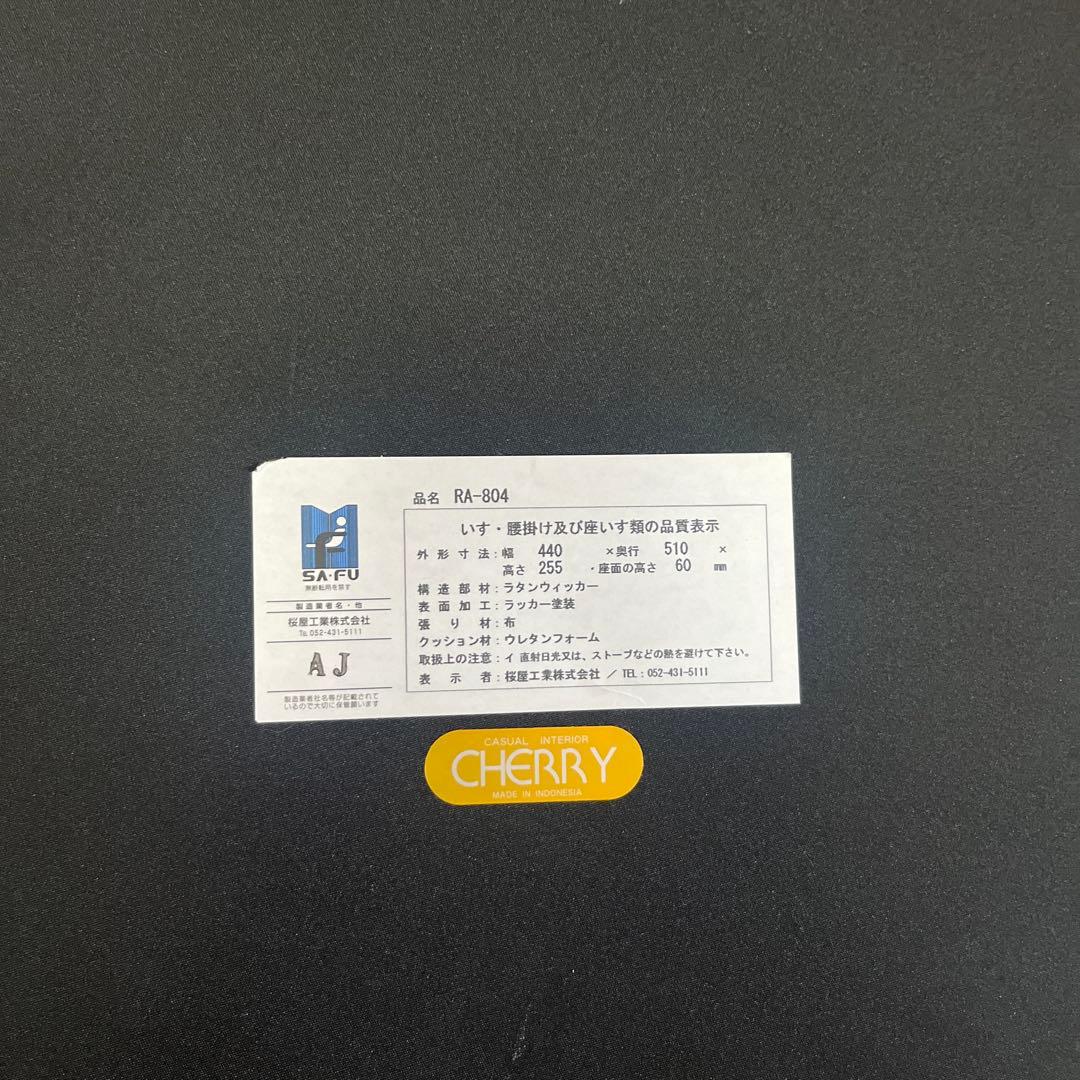 SA・FU
無断転用を禁ず
製造業者名・他
桜屋工業株式会社
TEL 052-431-5111
AJ
製造業者社名等が記載されて
いるので大切に保管願います
品名 RA-804
いす・腰掛け及び座いす類の品質表示
外形寸法：幅 440 ×奥行 510 ×
高さ 255 ・座面の高さ 60 mm
構造部材：ラタンウィッカー
表面加工：ラッカー塗装
張り材：布
クッション材：ウレタンフォーム
取扱上の注意：イ 直射日光又は、ストーブなどの熱を避けて下さい。
表示者：桜屋工業株式会社 / TEL：052-431-5111
CASUAL INTERIOR
CHERRY
MADE IN INDONESIA